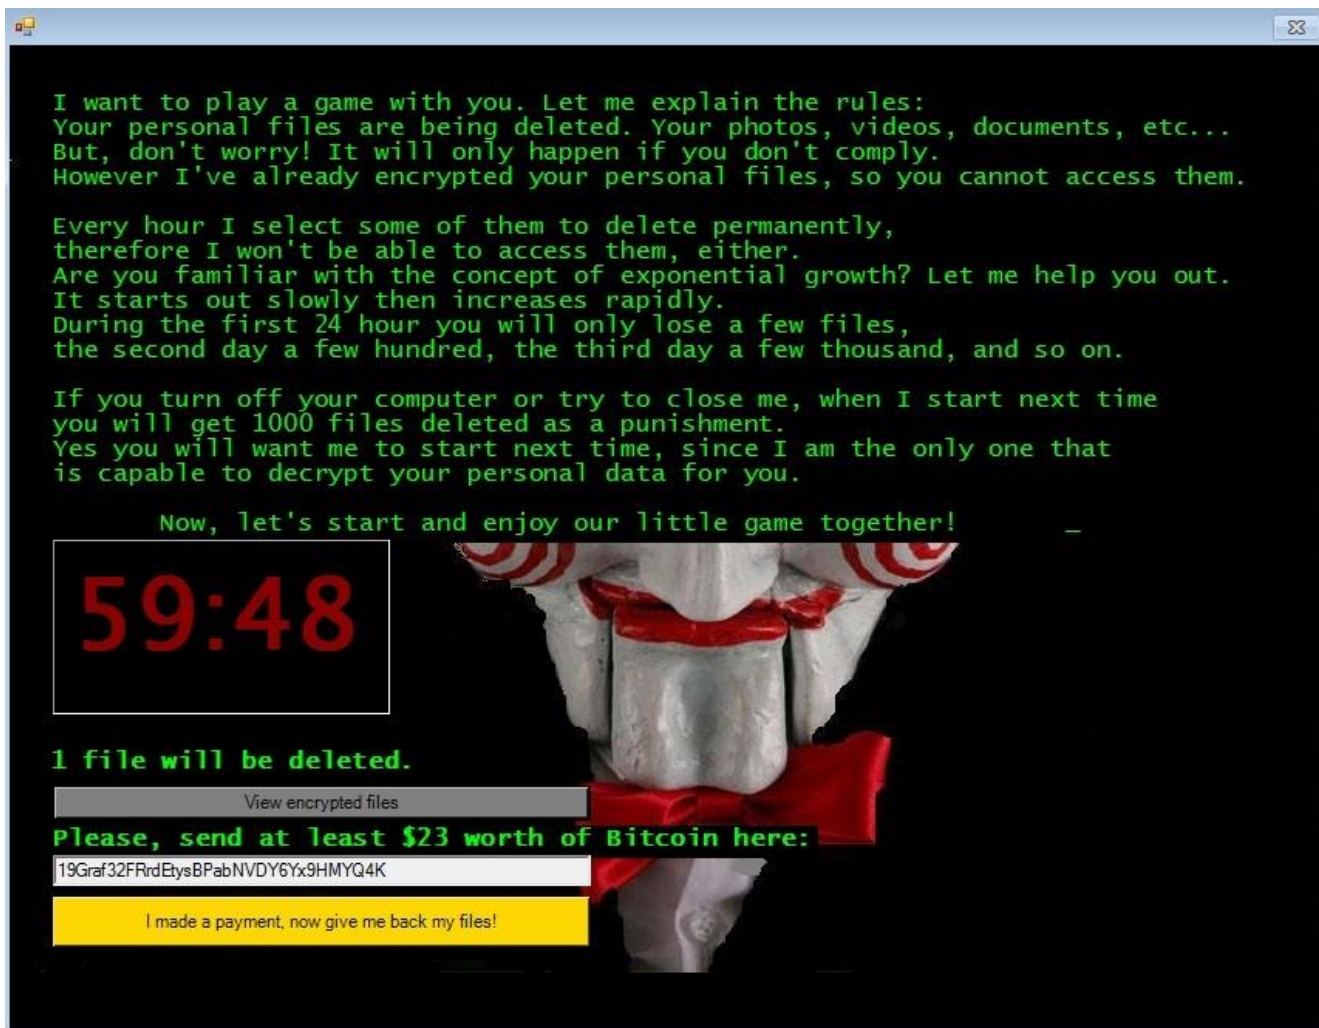 I want to play a game with you. Let me explain the rules:
Your personal files are being deleted. Your photos, videos, documents, etc...
But, don't worry! It will only happen if you don't comply.
However I've already encrypted your personal files, so you cannot access them.
Every hour I select some of them to delete permanently,
therefore I won't be able to access them, either.
Are you familiar with the concept of exponential growth? Let me help you out.
It starts out slowly then increases rapidly.
During the first 24 hour you will only lose a few files,
the second day a few hundred, the third day a few thousand, and so on.
If you turn off your computer or try to close me, when I start next time
you will get 1000 files deleted as a punishment.
Yes you will want me to start next time, since I am the only one that
is capable to decrypt your personal data for you.
Now, let's start and enjoy our little game together! _
59:48
1 file will be deleted.
View encrypted files
Please, send at least $23 worth of Bitcoin here:
19Graf32FRrdEtysBPabNVDY6Yx9HMYQ4K
I made a payment, now give me back my files!